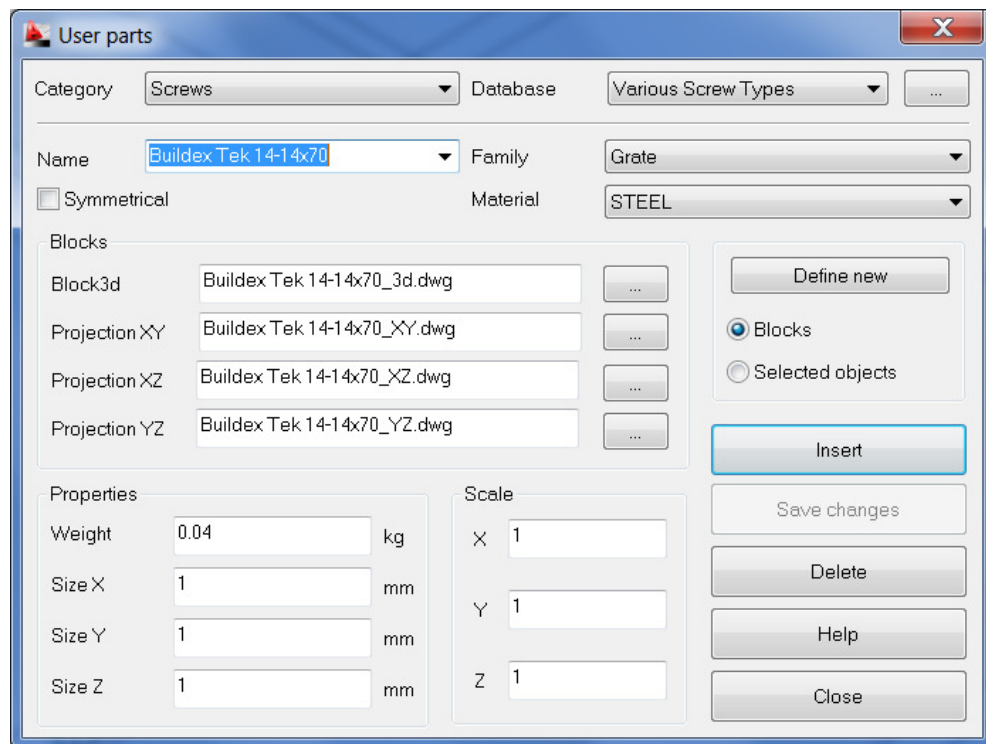 User parts
Category Screws Database Various Screw Types ...
Name Buildex Tek 14-14x70 Family Grate
Symmetrical Material STEEL
Blocks
Block3d Buildex Tek 14-14x70_3d.dwg ... Define new
Projection XY Buildex Tek 14-14x70_XY.dwg ... Blocks
Projection XZ Buildex Tek 14-14x70_XZ.dwg ... Selected objects
Projection YZ Buildex Tek 14-14x70_YZ.dwg ...
Insert
Properties Scale
Save changes
Weight 0.04 kg X 1
Size X 1 mm Delete
Y 1
Size Y 1 mm Help
Size Z 1 mm Z 1 Close